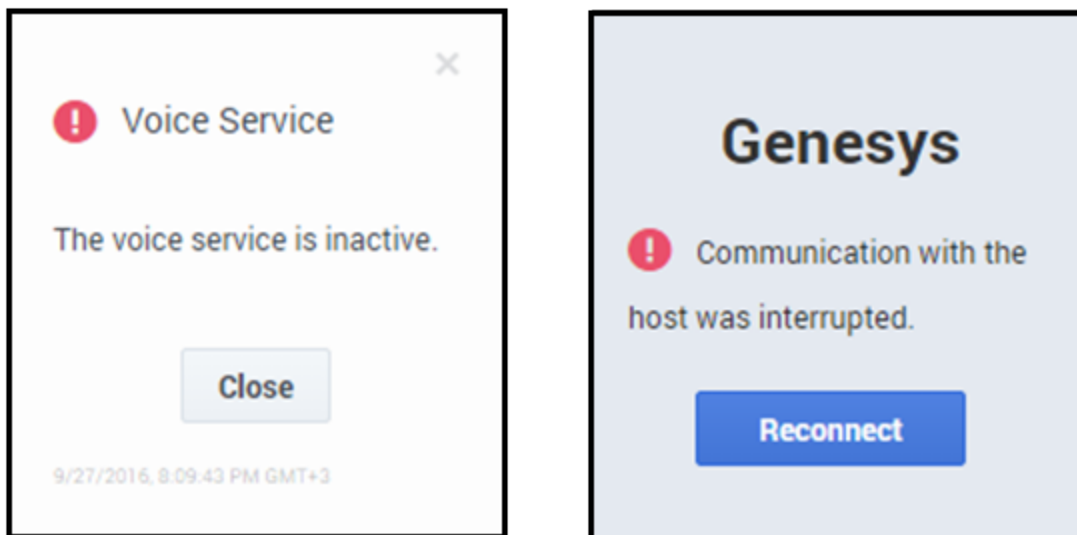 Voice Service
The voice service is inactive.
Close
9/27/2016, 8:09:43 PM GMT+3
Genesys
Communication with the
host was interrupted.
Reconnect